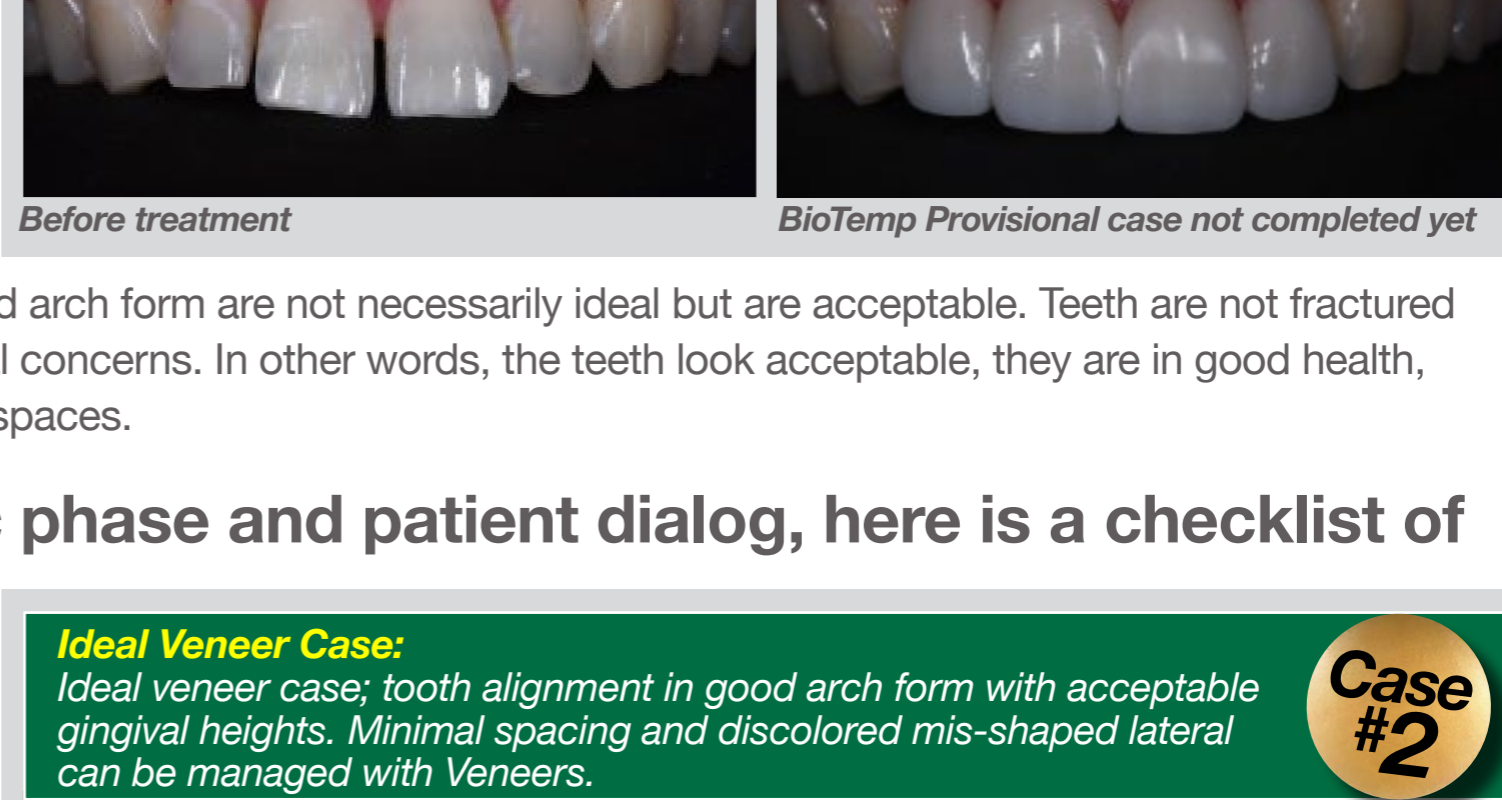 Before treatment
BioTemp Provisional case not completed yet
arch form are not necessarily ideal but are acceptable. Teeth are not fractured
concerns. In other words, the teeth look acceptable, they are in good health,
spaces.
phase and patient dialog, here is a checklist of
Ideal Veneer Case:
Ideal veneer case; tooth alignment in good arch form with acceptable
gingival heights. Minimal spacing and discolored mis-shaped lateral
can be managed with Veneers.
Case
#2